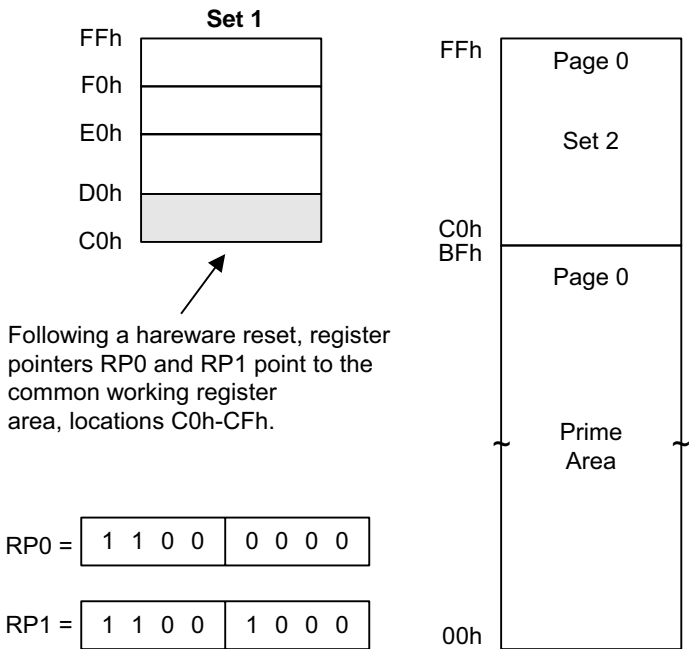 Set 1
FFh
F0h
E0h
D0h
C0h
Following a hareware reset, register
pointers RP0 and RP1 point to the
common working register
area, locations C0h-CFh.
RP0 = 1 1 0 0 0 0 0 0
RP1 = 1 1 0 0 1 0 0 0
FFh
Page 0
Set 2
C0h
BFh
Page 0
~ ~
Prime
Area
00h